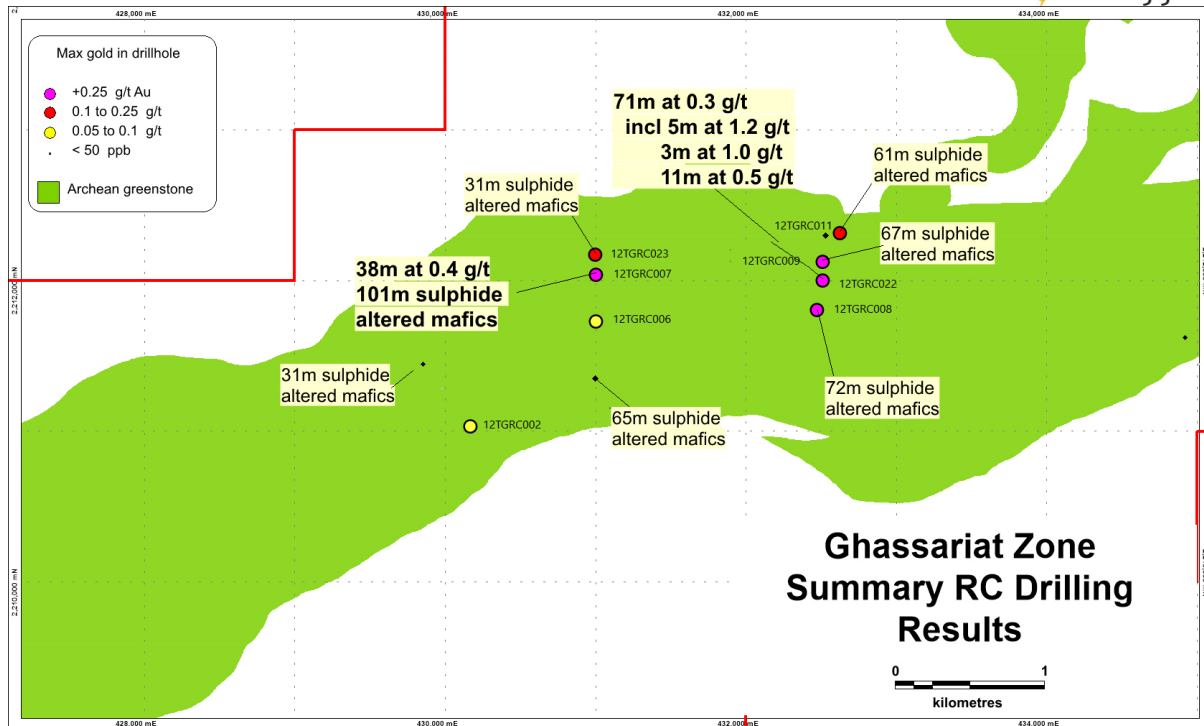 428,000 mE
430,000 mE
432,000 mE
434,000 mE
Max gold in drillhole
+0.25 g/t Au
0.1 to 0.25 g/t
0.05 to 0.1 g/t
< 50 ppb
Archean greenstone
71m at 0.3 g/t
incl 5m at 1.2 g/t
3m at 1.0 g/t
11m at 0.5 g/t
61m sulphide
altered mafics
31m sulphide
altered mafics
12TGRC011
67m sulphide
altered mafics
12TGRC023
12TGRC009
38m at 0.4 g/t
101m sulphide
altered mafics
12TGRC007
12TGRC022
12TGRC006
12TGRC008
2,212,000 mN
31m sulphide
altered mafics
72m sulphide
altered mafics
65m sulphide
altered mafics
12TGRC002
2,210,000 mN
Ghassariat Zone
Summary RC Drilling
Results
0
1
kilometres
428,000 mE
430,000 mE
432,000 mE
434,000 mE